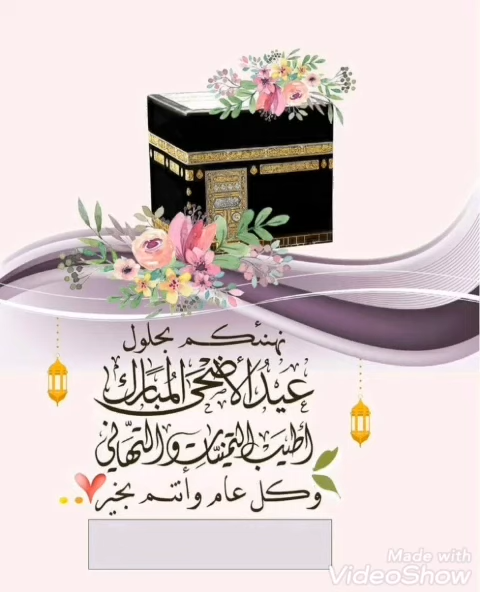 نهنئكم بحلول
عيد الأضحى المبارك
أطيب التمنيات والتهاني
وكل عام وأنتم بخير
Made with
VideoShow